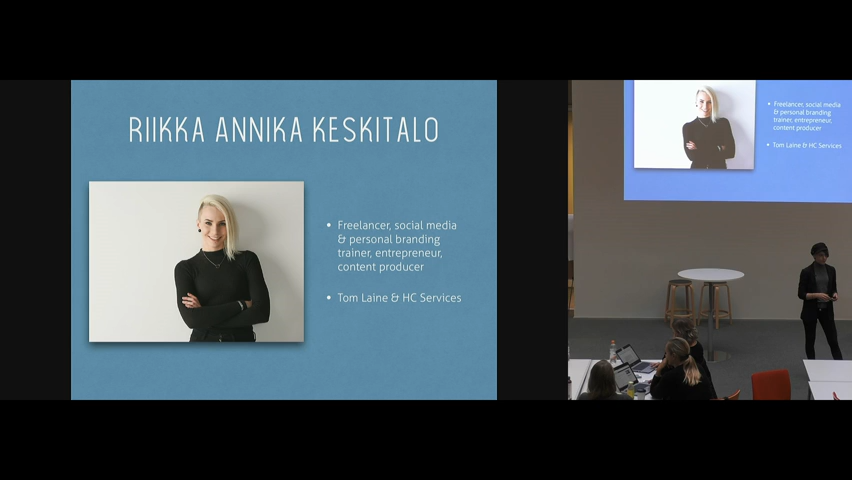 RIIKKA ANNIKA KESKITALO
• Freelancer, social media
& personal branding
trainer, entrepreneur,
content producer
• Tom Laine & HC Services
• Freelancer, social media
& personal branding
trainer, entrepreneur,
content producer
• Tom Laine & HC Services